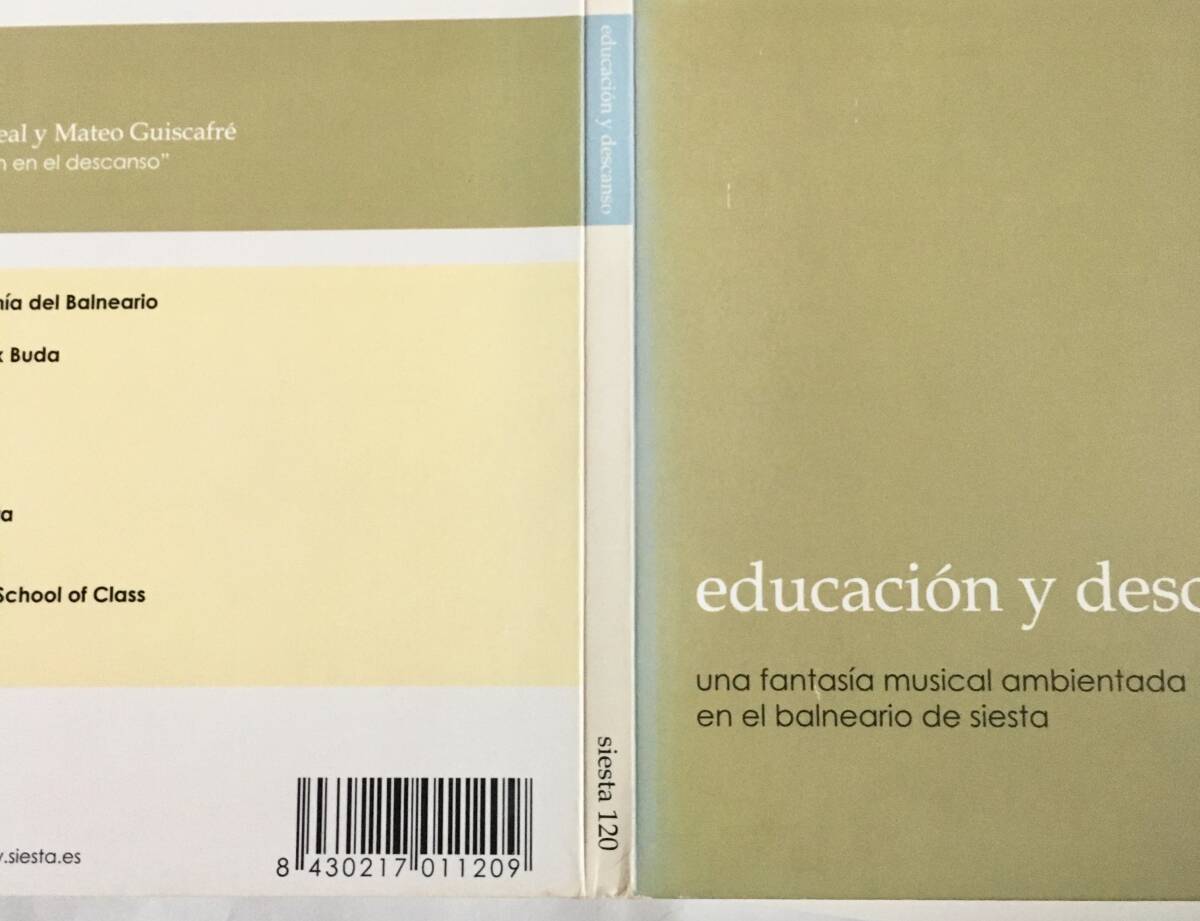 eal y Mateo Guiscafré
n en el descanso”
nía del Balneario
x Buda
a
School of Class
.siesta.es
8 430217 011209
educación y descanso
siesta 120
educación y desc
una fantasía musical ambientada
en el balneario de siesta